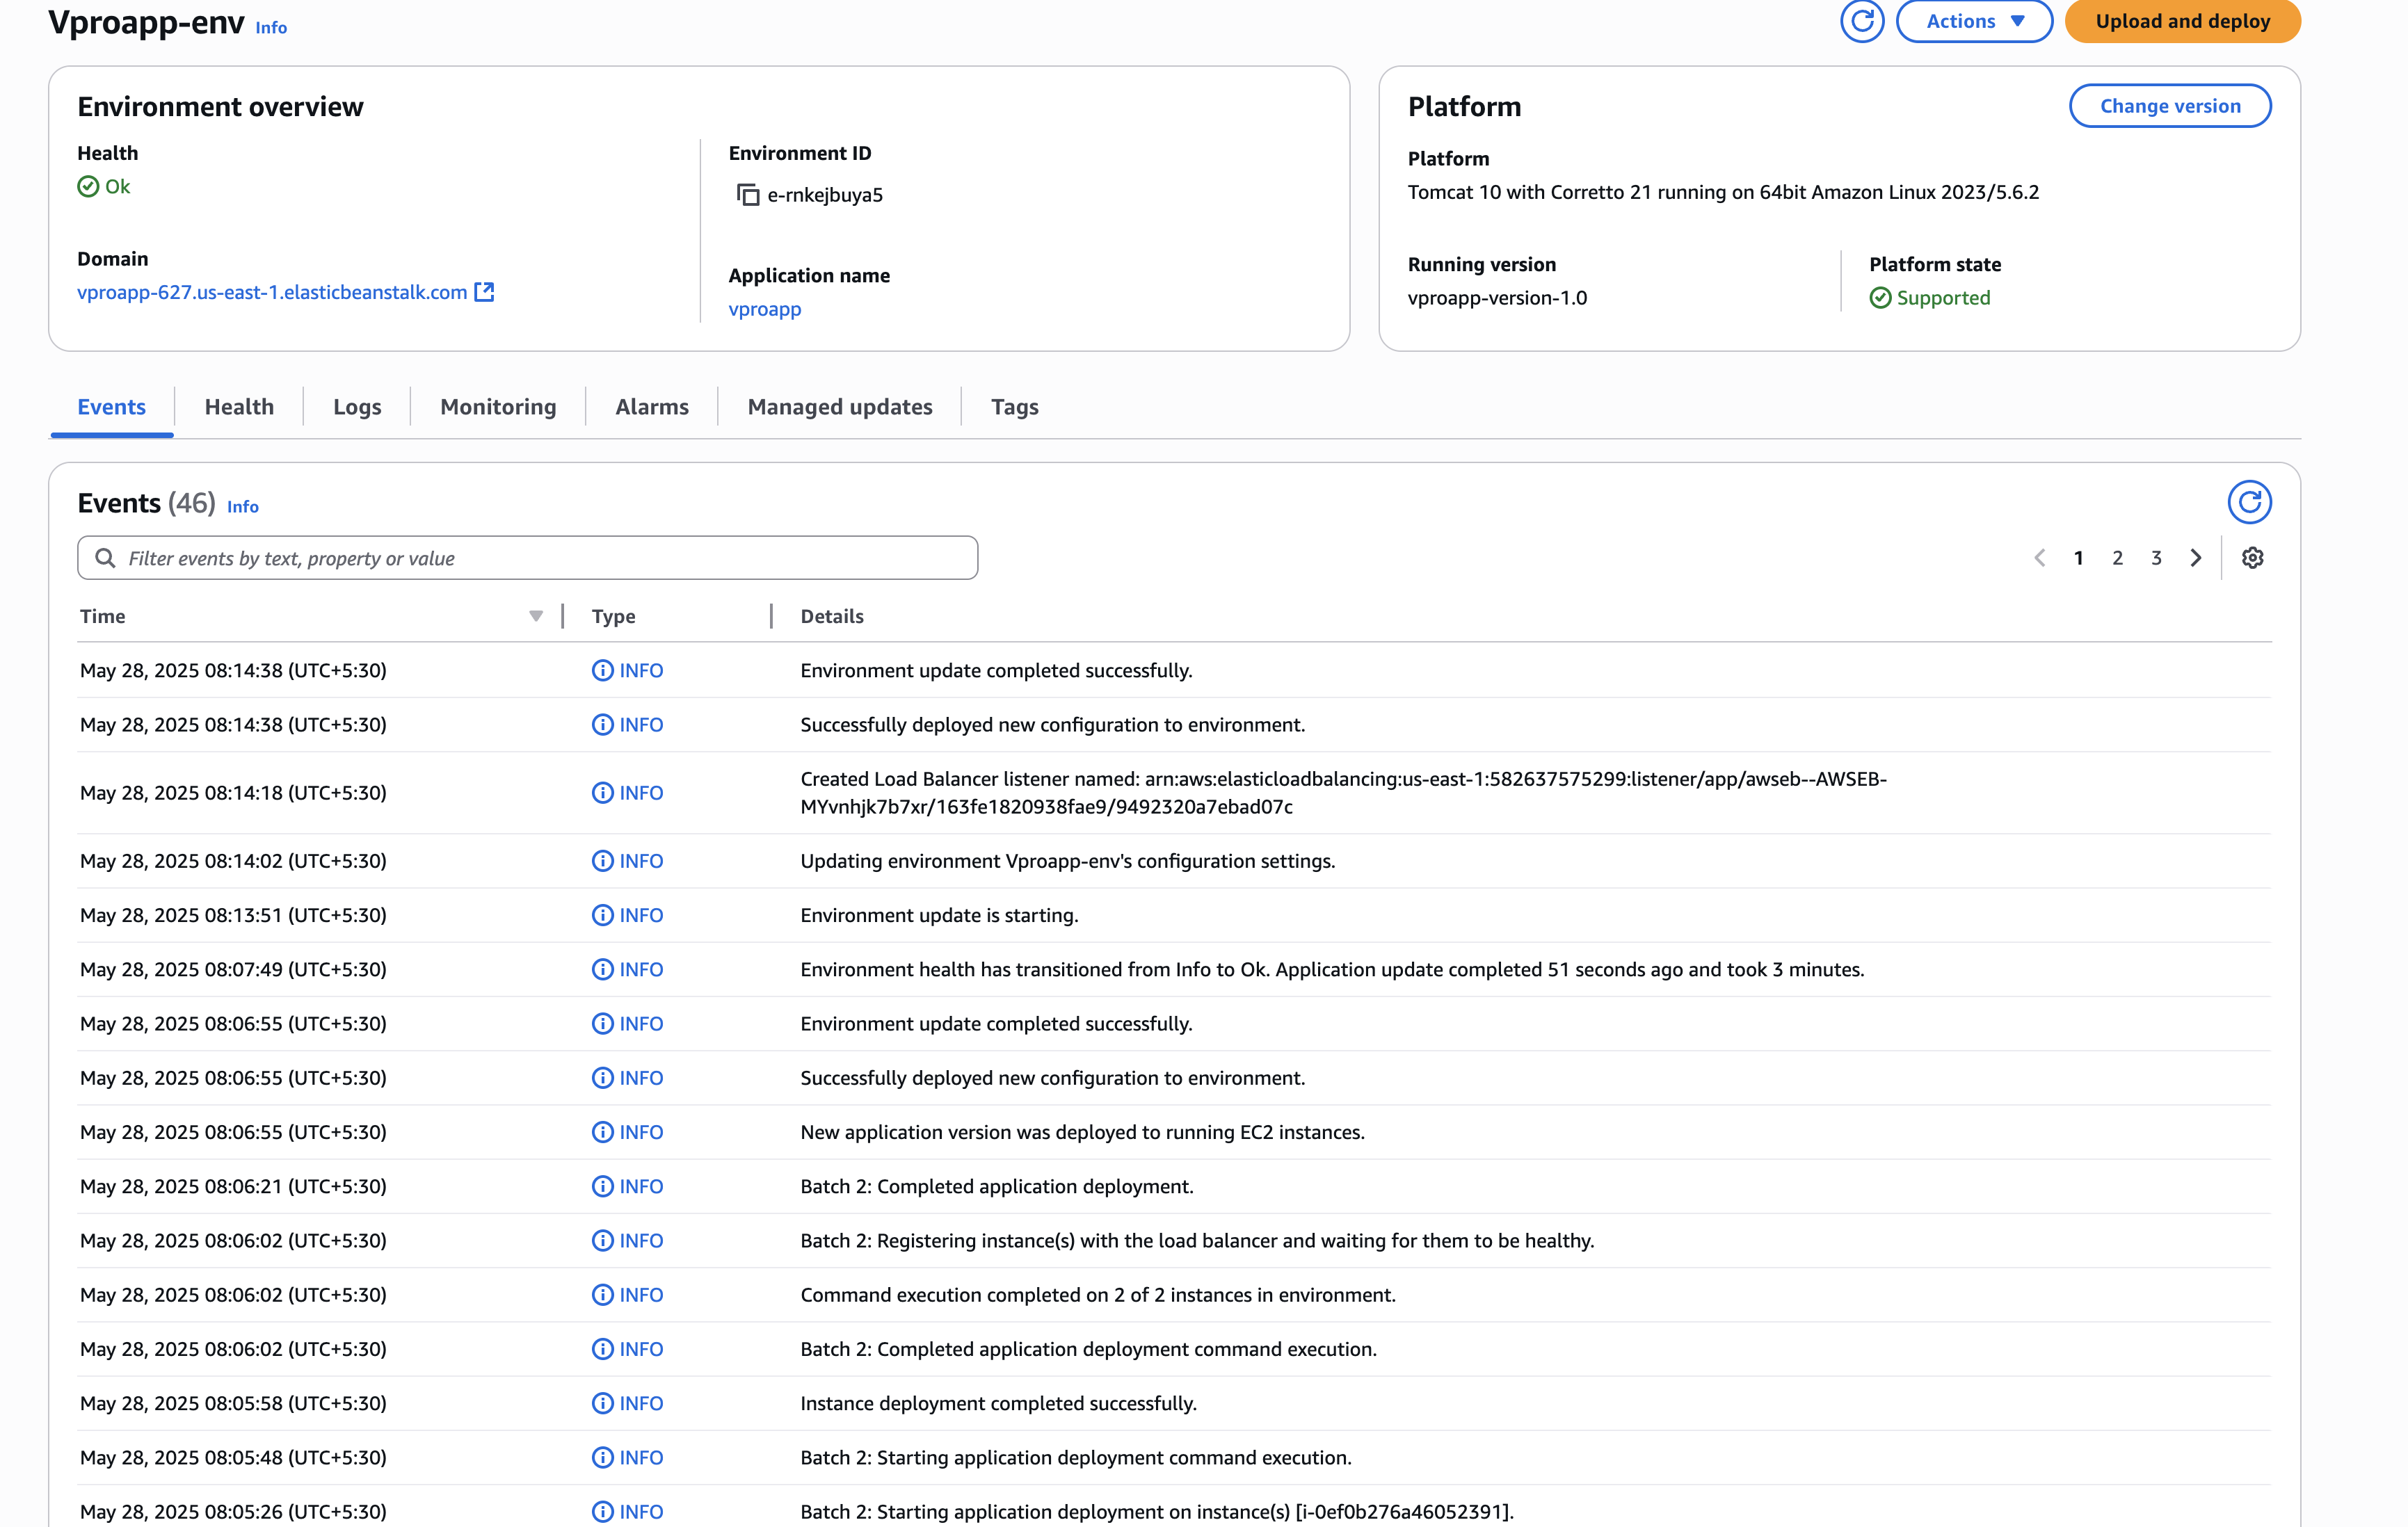 Vproapp-env Info
Actions
Upload and deploy
Environment overview
Health
Ok
Domain
vproapp-627.us-east-1.elasticbeanstalk.com
Environment ID
e-rnkejbuya5
Application name
vproapp
Platform
Change version
Platform
Tomcat 10 with Corretto 21 running on 64bit Amazon Linux 2023/5.6.2
Running version
vproapp-version-1.0
Platform state
Supported
Events
Health
Logs
Monitoring
Alarms
Managed updates
Tags
Events (46) Info
Filter events by text, property or value
1 2 3
Time Type Details
May 28, 2025 08:14:38 (UTC+5:30) INFO Environment update completed successfully.
May 28, 2025 08:14:38 (UTC+5:30) INFO Successfully deployed new configuration to environment.
May 28, 2025 08:14:18 (UTC+5:30) INFO Created Load Balancer listener named: arn:aws:elasticloadbalancing:us-east-1:582637575299:listener/app/awseb--AWSEB-
MYvnhjk7b7xr/163fe1820938fae9/9492320a7ebad07c
May 28, 2025 08:14:02 (UTC+5:30) INFO Updating environment Vproapp-env's configuration settings.
May 28, 2025 08:13:51 (UTC+5:30) INFO Environment update is starting.
May 28, 2025 08:07:49 (UTC+5:30) INFO Environment health has transitioned from Info to Ok. Application update completed 51 seconds ago and took 3 minutes.
May 28, 2025 08:06:55 (UTC+5:30) INFO Environment update completed successfully.
May 28, 2025 08:06:55 (UTC+5:30) INFO Successfully deployed new configuration to environment.
May 28, 2025 08:06:55 (UTC+5:30) INFO New application version was deployed to running EC2 instances.
May 28, 2025 08:06:21 (UTC+5:30) INFO Batch 2: Completed application deployment.
May 28, 2025 08:06:02 (UTC+5:30) INFO Batch 2: Registering instance(s) with the load balancer and waiting for them to be healthy.
May 28, 2025 08:06:02 (UTC+5:30) INFO Command execution completed on 2 of 2 instances in environment.
May 28, 2025 08:06:02 (UTC+5:30) INFO Batch 2: Completed application deployment command execution.
May 28, 2025 08:05:58 (UTC+5:30) INFO Instance deployment completed successfully.
May 28, 2025 08:05:48 (UTC+5:30) INFO Batch 2: Starting application deployment command execution.
May 28, 2025 08:05:26 (UTC+5:30) INFO Batch 2: Starting application deployment on instance(s) [i-0ef0b276a46052391].